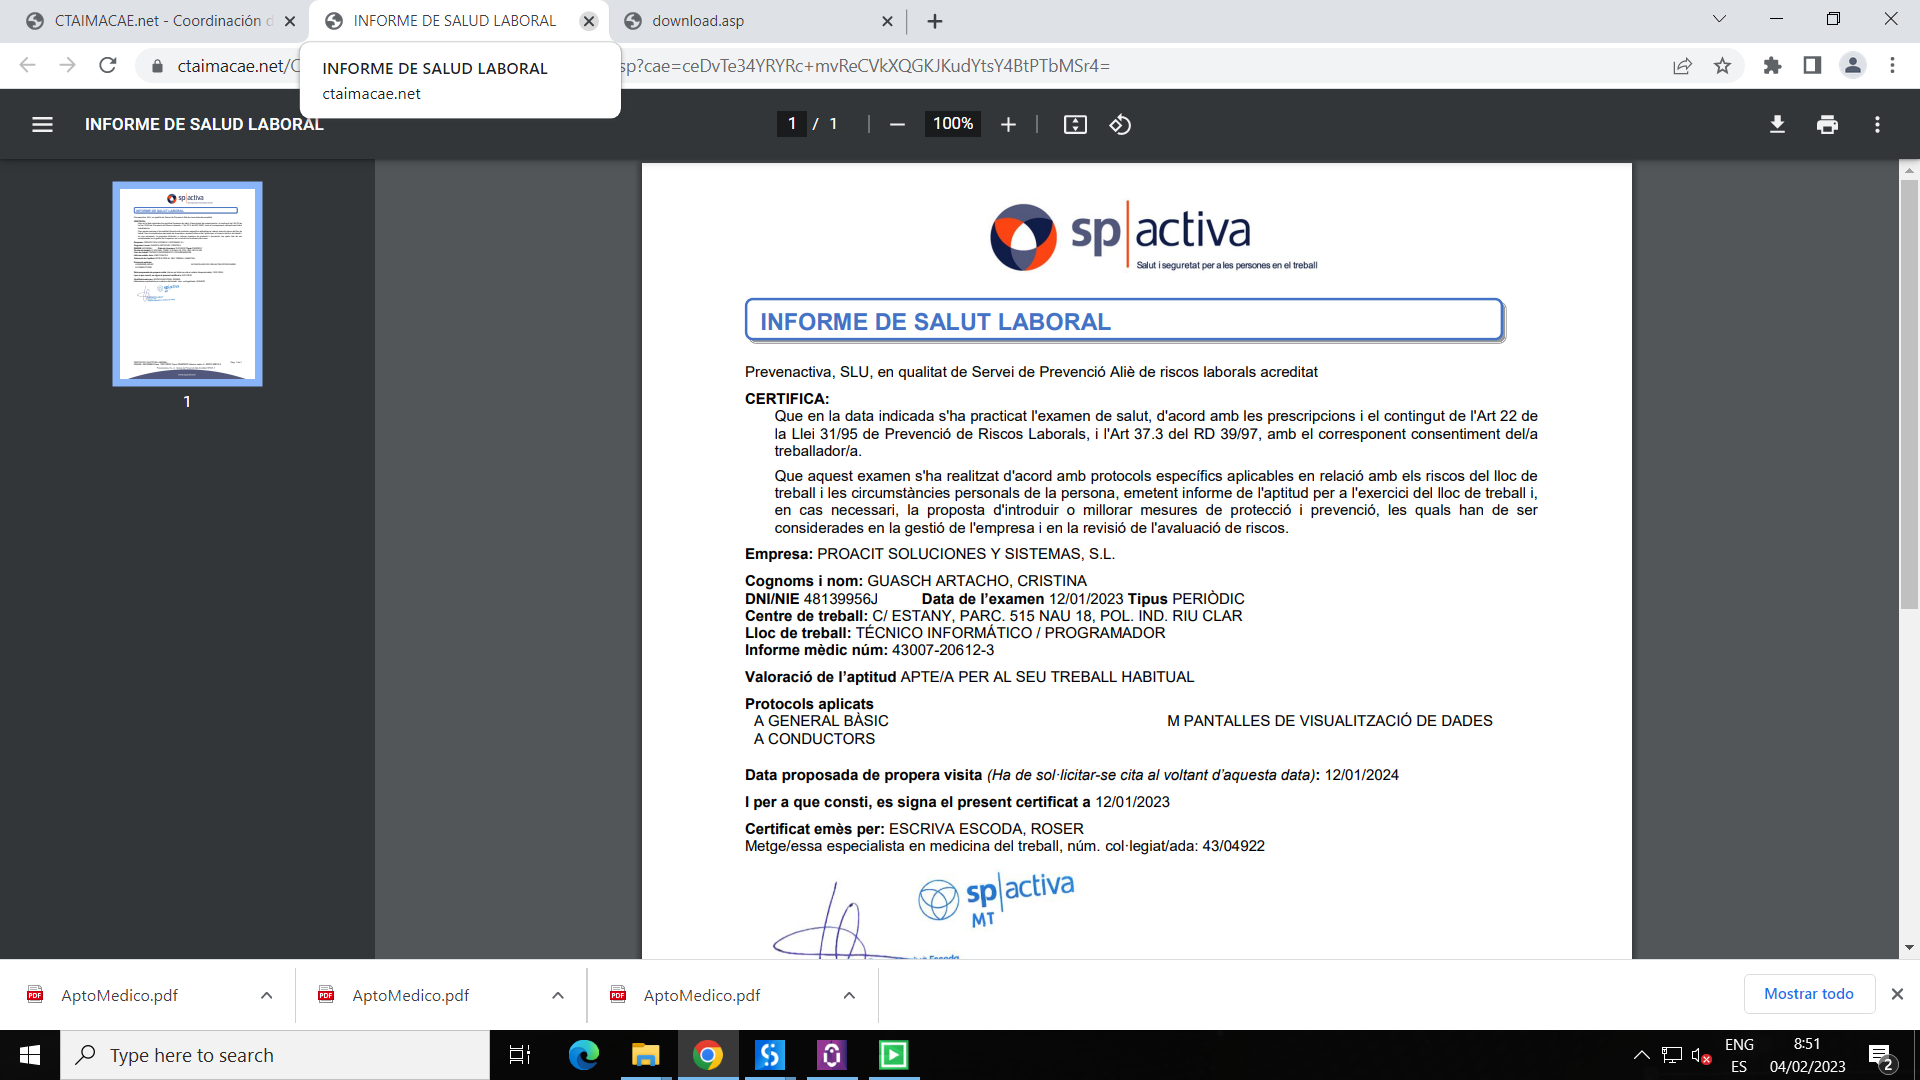 CTAIMACAE.net - Coordinación d
INFORME DE SALUD LABORAL
download.asp
ctaimacae.net/C
sp?cae=ceDvTe34YRYRc+mvReCVkXQGKJKudYtsY4BtPTbMSr4=
INFORME DE SALUD LABORAL
ctaimacae.net
INFORME DE SALUD LABORAL
1 / 1
100%
1
sp activa
Salut i seguretat per a les persones en el treball
INFORME DE SALUT LABORAL
Prevenactiva, SLU, en qualitat de Servei de Prevenció Aliè de riscos laborals acreditat
CERTIFICA:
Que en la data indicada s'ha practicat l'examen de salut, d'acord amb les prescripcions i el contingut de l'Art 22 de
la Llei 31/95 de Prevenció de Riscos Laborals, i l'Art 37.3 del RD 39/97, amb el corresponent consentiment del/a
treballador/a.
Que aquest examen s'ha realitzat d'acord amb protocols específics aplicables en relació amb els riscos del lloc de
treball i les circumstàncies personals de la persona, emetent informe de l'aptitud per a l'exercici del lloc de treball i,
en cas necessari, la proposta d'introduir o millorar mesures de protecció i prevenció, les quals han de ser
considerades en la gestió de l'empresa i en la revisió de l'avaluació de riscos.
Empresa: PROACIT SOLUCIONES Y SISTEMAS, S.L.
Cognoms i nom: GUASCH ARTACHO, CRISTINA
DNI/NIE 48139956J Data de l'examen 12/01/2023 Tipus PERIÒDIC
Centre de treball: C/ ESTANY, PARC. 515 NAU 18, POL. IND. RIU CLAR
Lloc de treball: TÉCNICO INFORMÁTICO / PROGRAMADOR
Informe mèdic núm: 43007-20612-3
Valoració de l'aptitud APTE/A PER AL SEU TREBALL HABITUAL
Protocols aplicats
A GENERAL BÀSIC M PANTALLES DE VISUALITZACIÓ DE DADES
A CONDUCTORS
Data proposada de propera visita (Ha de sol·licitar-se cita al voltant d'aquesta data): 12/01/2024
I per a que consti, es signa el present certificat a 12/01/2023
Certificat emès per: ESCRIVA ESCODA, ROSER
Metge/essa especialista en medicina del treball, núm. col·legiat/ada: 43/04922
sp activa
MT
Escoda
AptoMedico.pdf
AptoMedico.pdf
AptoMedico.pdf
Mostrar todo
Type here to search
ENG
ES
8:51
04/02/2023
2